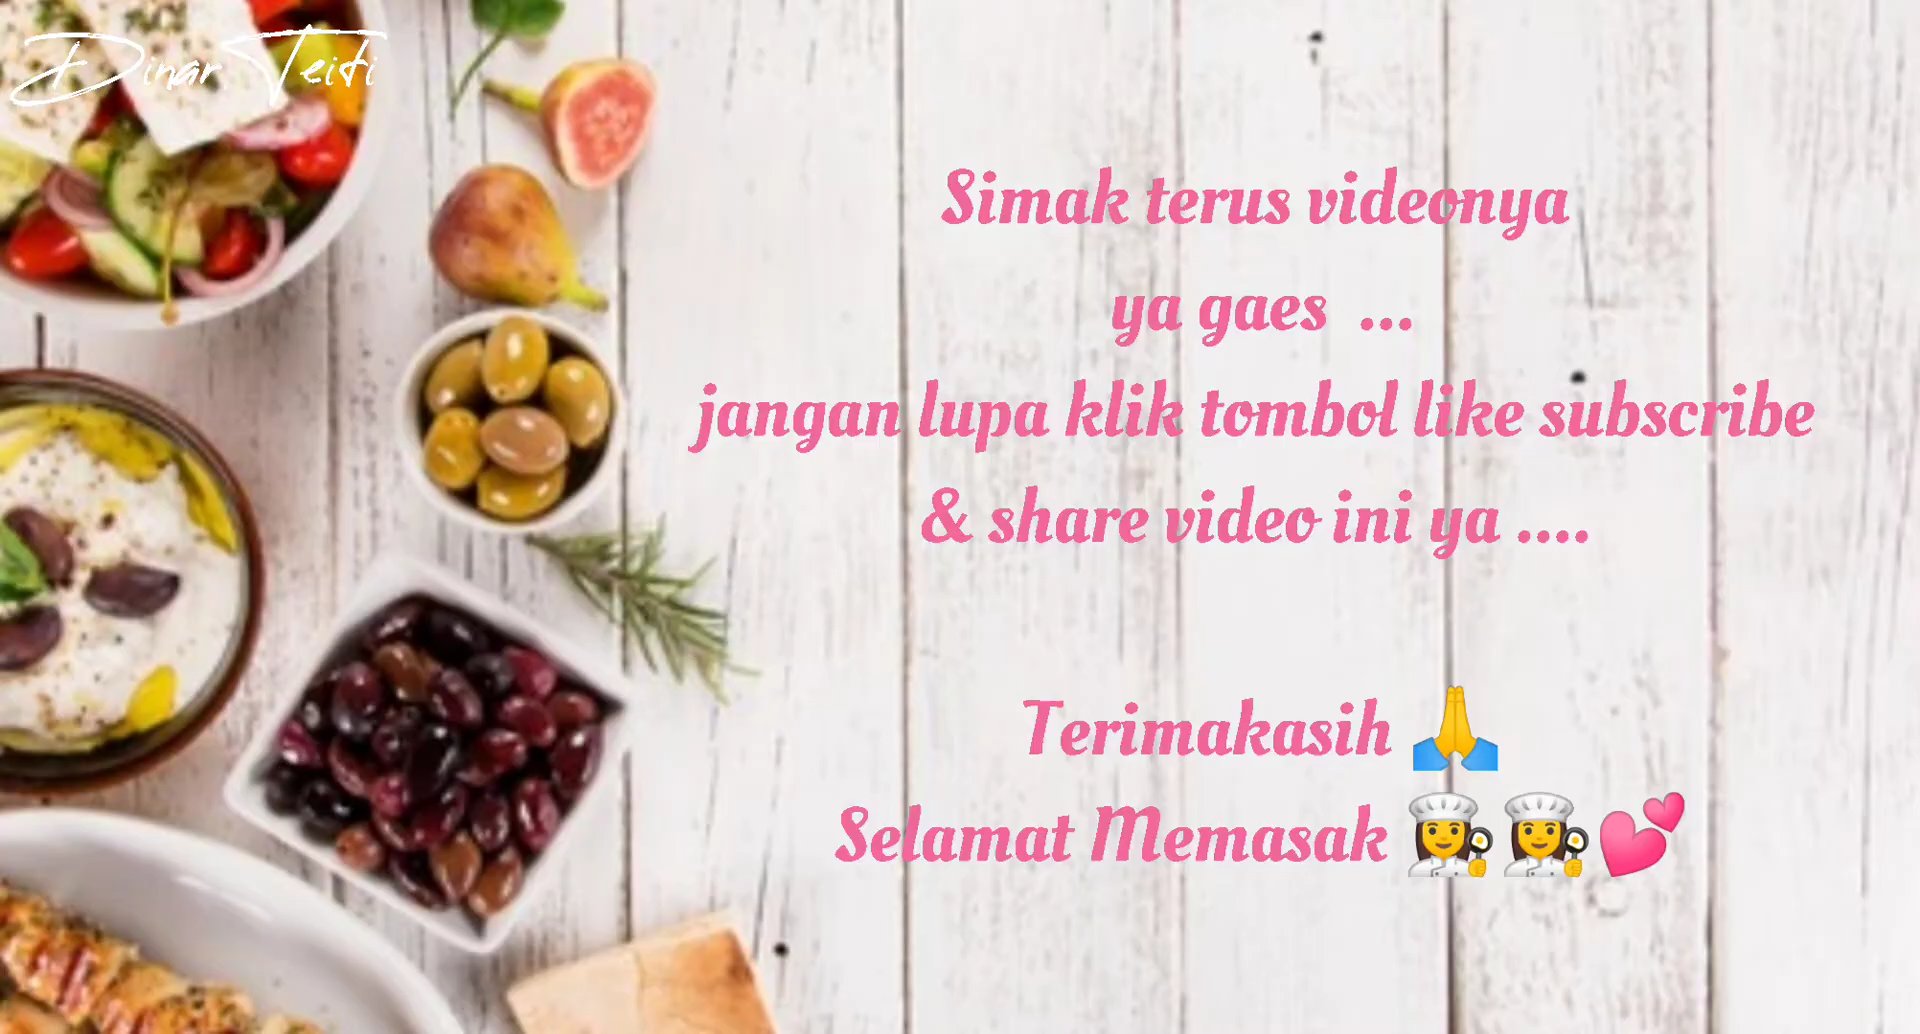 Dinar Teidi
Simak terus videonya
ya gaes ...
jangan lupa klik tombol like subscribe
& share video ini ya ....
Terimakasih 🙏
Selamat Memasak 👩‍🍳👩‍🍳💕